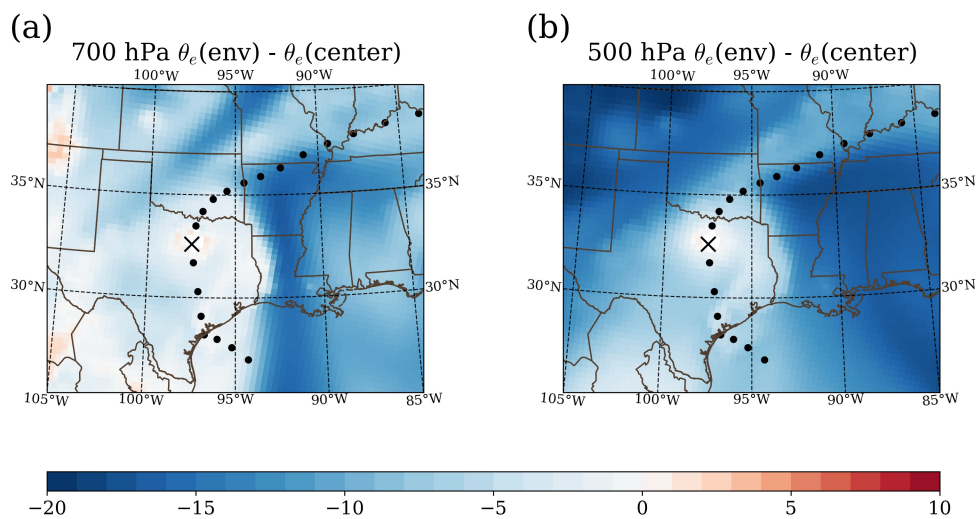 (a)
(b)
700 hPa θₑ(env) - θₑ(center)
500 hPa θₑ(env) - θₑ(center)
100°W 95°W 90°W
100°W 95°W 90°W
35°N 35°N
35°N 35°N
30°N 30°N
30°N 30°N
105°W 100°W 95°W 90°W 85°W
105°W 100°W 95°W 90°W 85°W
−20 −15 −10 −5 0 5 10